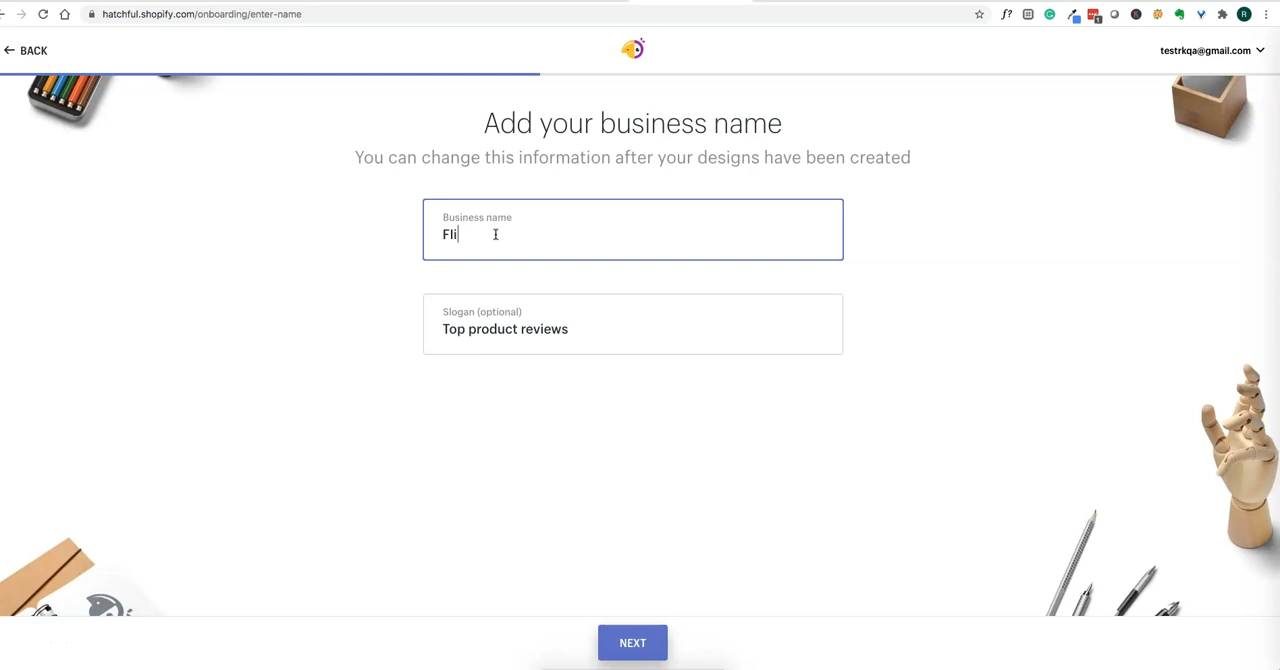 hatchful.shopify.com/onboarding/enter-name
BACK
testrkqa@gmail.com
Add your business name
You can change this information after your designs have been created
Business name
Fli
Slogan (optional)
Top product reviews
NEXT